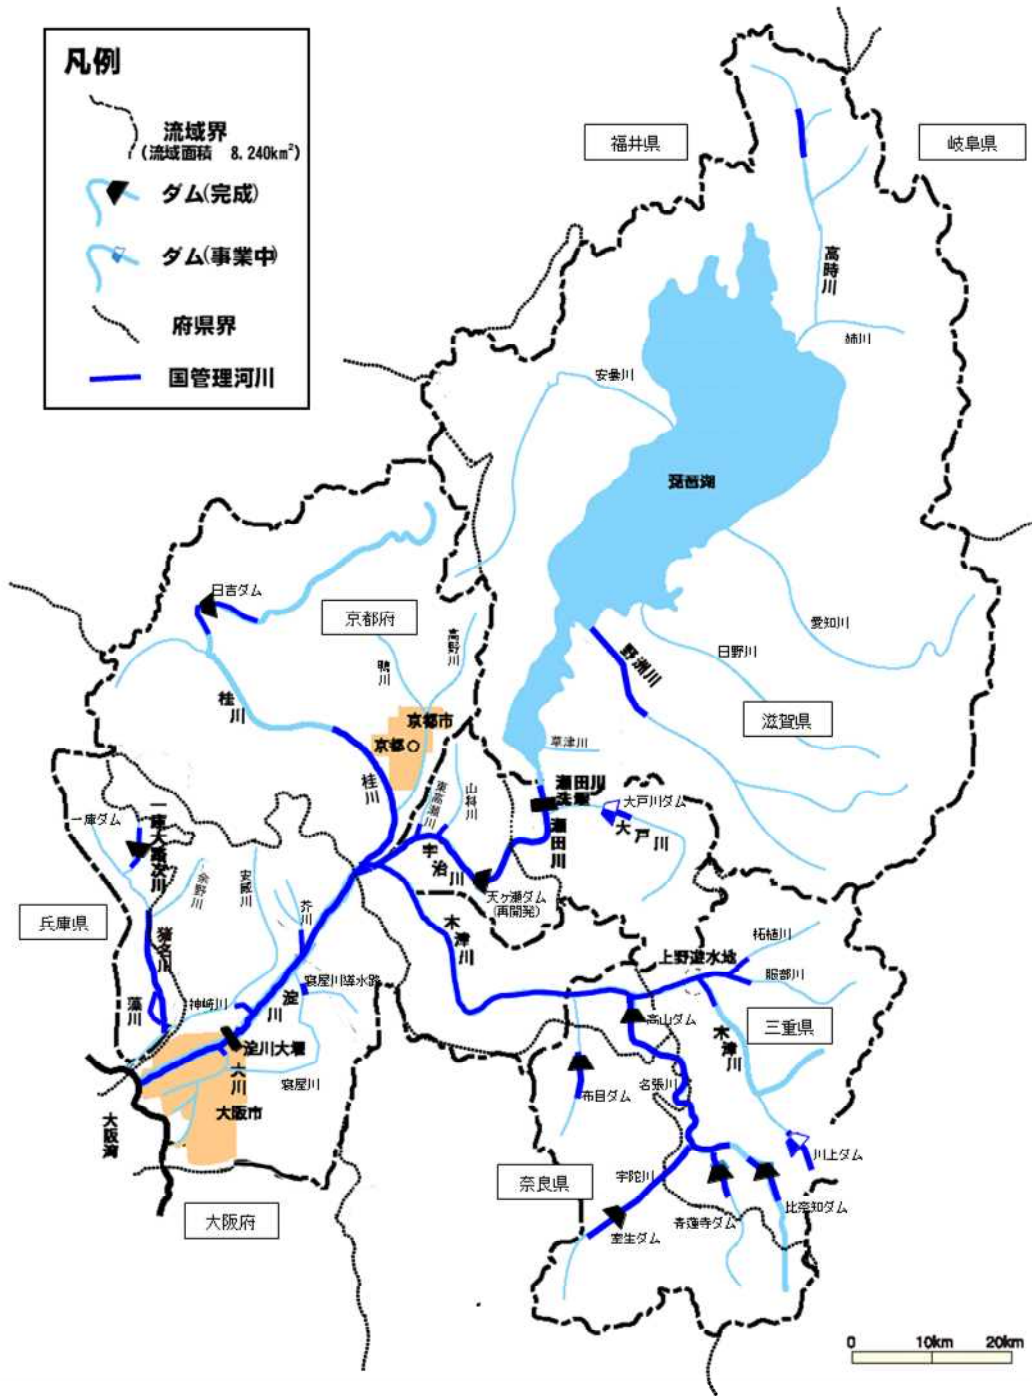 凡例
流域界
(流域面積 8,240km²)
ダム(完成)
ダム(事業中)
府県界
国管理河川
福井県
岐阜県
高時川
姉川
安曇川
琵琶湖
日吉ダム
京都府
高野川
鴨川
愛知川
日野川
野洲川
滋賀県
桂川
京都市
京都
草津川
桂川
東高瀬川
山科川
瀬田川
洗堰
大戸川ダム
大戸川
瀬田川
宇治川
天ヶ瀬ダム
(再開発)
一庫ダム
一庫大路次川
余野川
安威川
芥川
兵庫県
猪名川
木津川
柘植川
上野遊水地
服部川
寝屋川導水路
淀川
神崎川
藻川
高山ダム
三重県
木津川
淀川大堰
大川
寝屋川
布目ダム
名張川
大阪市
大阪湾
川上ダム
宇陀川
奈良県
比奈知ダム
青蓮寺ダム
室生ダム
大阪府
0 10km 20km